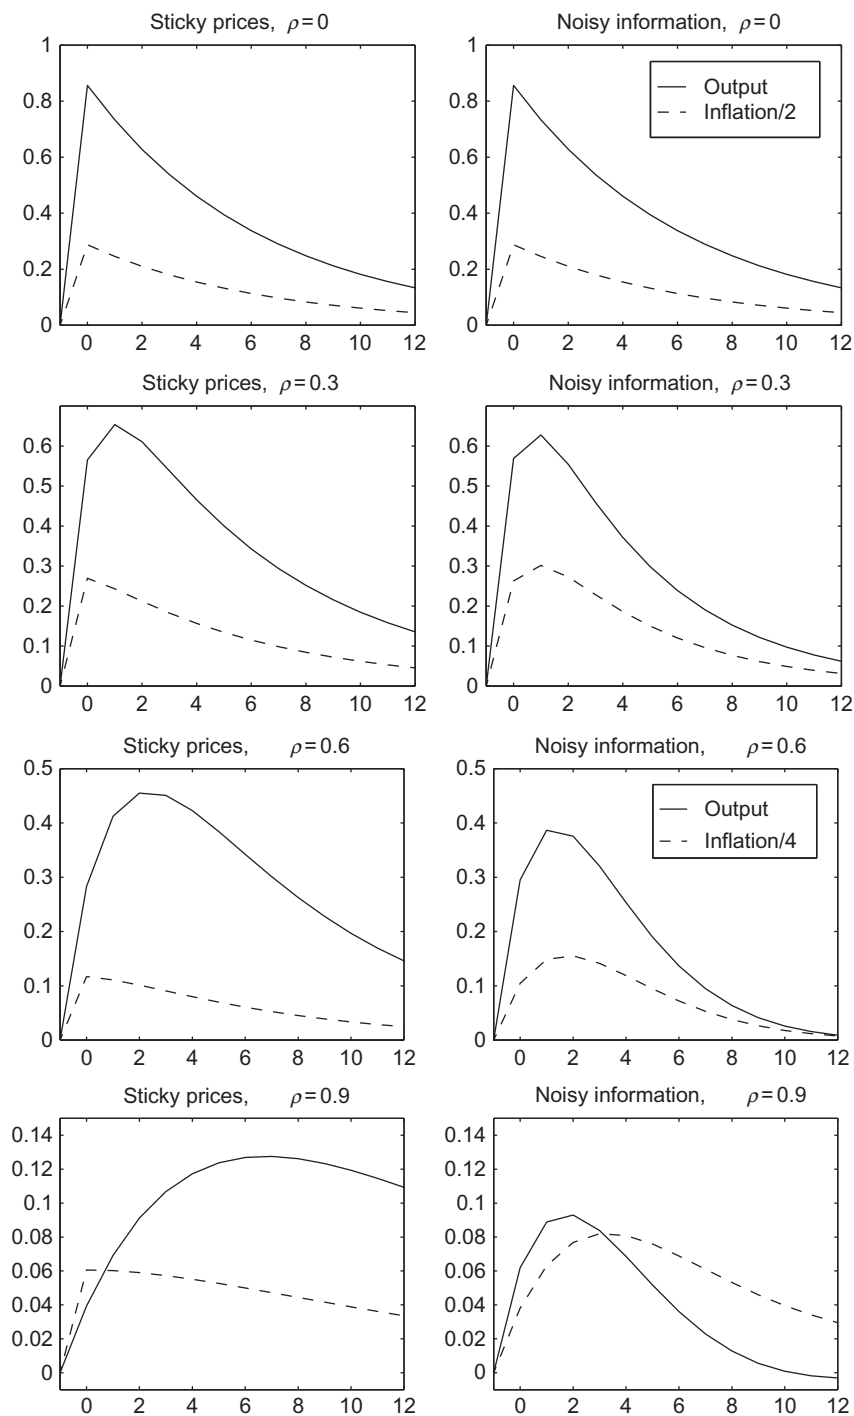 Sticky prices, ρ=0
1
0.8
0.6
0.4
0.2
0
0 2 4 6 8 10 12
Noisy information, ρ=0
Output
Inflation/2
1
0.8
0.6
0.4
0.2
0
0 2 4 6 8 10 12
Sticky prices, ρ=0.3
0.6
0.5
0.4
0.3
0.2
0.1
0
0 2 4 6 8 10 12
Noisy information, ρ=0.3
0.6
0.5
0.4
0.3
0.2
0.1
0
0 2 4 6 8 10 12
Sticky prices, ρ=0.6
0.5
0.4
0.3
0.2
0.1
0
0 2 4 6 8 10 12
Noisy information, ρ=0.6
Output
Inflation/4
0.5
0.4
0.3
0.2
0.1
0
0 2 4 6 8 10 12
Sticky prices, ρ=0.9
0.14
0.12
0.1
0.08
0.06
0.04
0.02
0
0 2 4 6 8 10 12
Noisy information, ρ=0.9
0.14
0.12
0.1
0.08
0.06
0.04
0.02
0
0 2 4 6 8 10 12